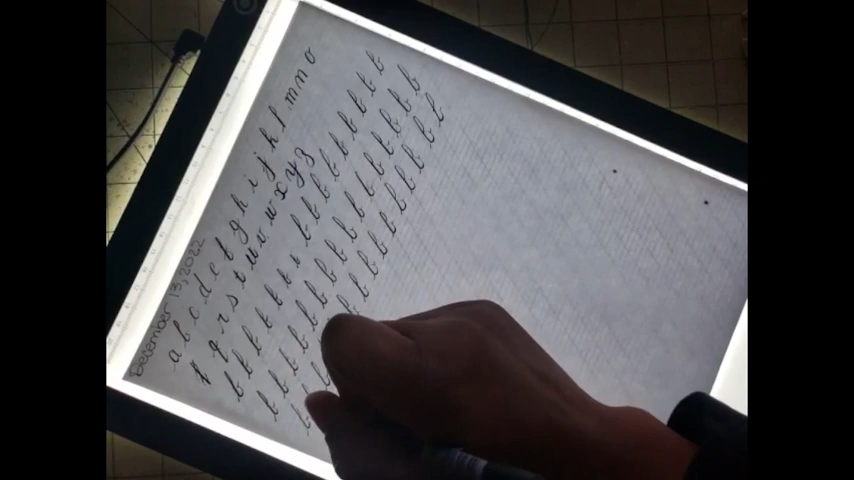 December 13, 2022
a b c d e f g h i j k l m n o
p q r s t u v w x y z
b b b t t t t b b b b b b b b b b
b b b b b b b b b b b b b b b
b b b b b b b b b b b b